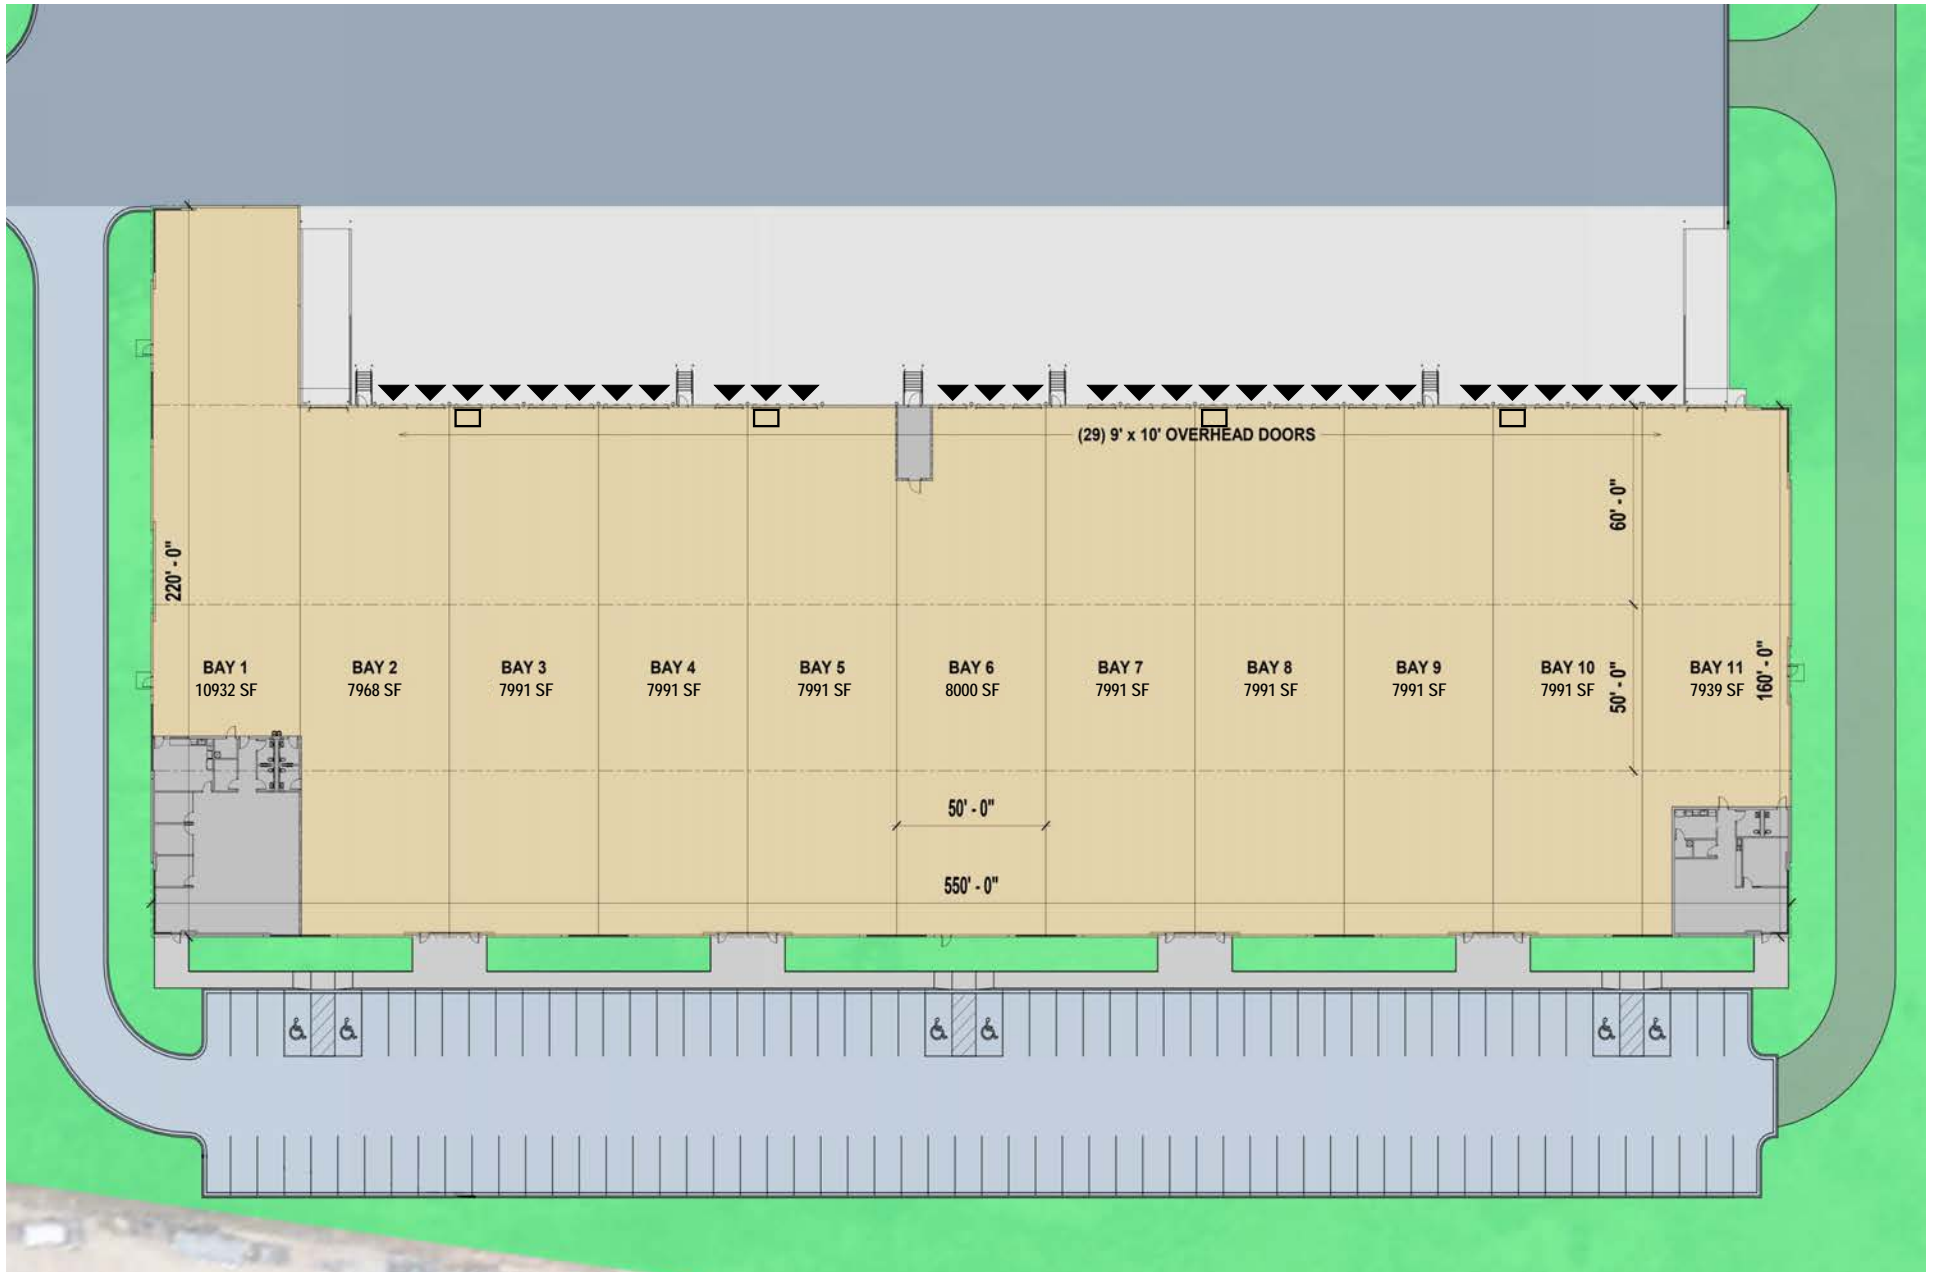 (29) 9' x 10' OVERHEAD DOORS
60' - 0"
220' - 0"
BAY 1
10932 SF
BAY 2
7968 SF
BAY 3
7991 SF
BAY 4
7991 SF
BAY 5
7991 SF
BAY 6
8000 SF
BAY 7
7991 SF
BAY 8
7991 SF
BAY 9
7991 SF
BAY 10
7991 SF
50' - 0"
BAY 11
7939 SF
160' - 0"
50' - 0"
550' - 0"